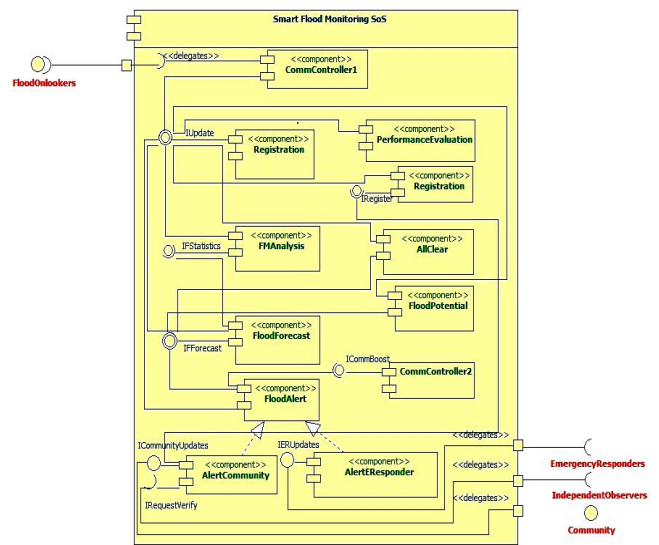 Smart Flood Monitoring SoS
<<delegates>>
<<component>>
CommController1
FloodOnlookers
IUpdate
<<component>>
Registration
<<component>>
PerformanceEvaluation
<<component>>
Registration
IRegister
<<component>>
FMAnalysis
IFStatistics
<<component>>
AllClear
<<component>>
FloodPotential
<<component>>
FloodForecast
IFForecast
ICommBoost
<<component>>
CommController2
<<component>>
FloodAlert
<<delegates>>
ICommunityUpdates
IERUpdates
<<component>>
AlertCommunity
<<component>>
AlertEResponder
EmergencyResponders
<<delegates>>
IndependentObservers
IRequestVerify
<<delegates>>
Community